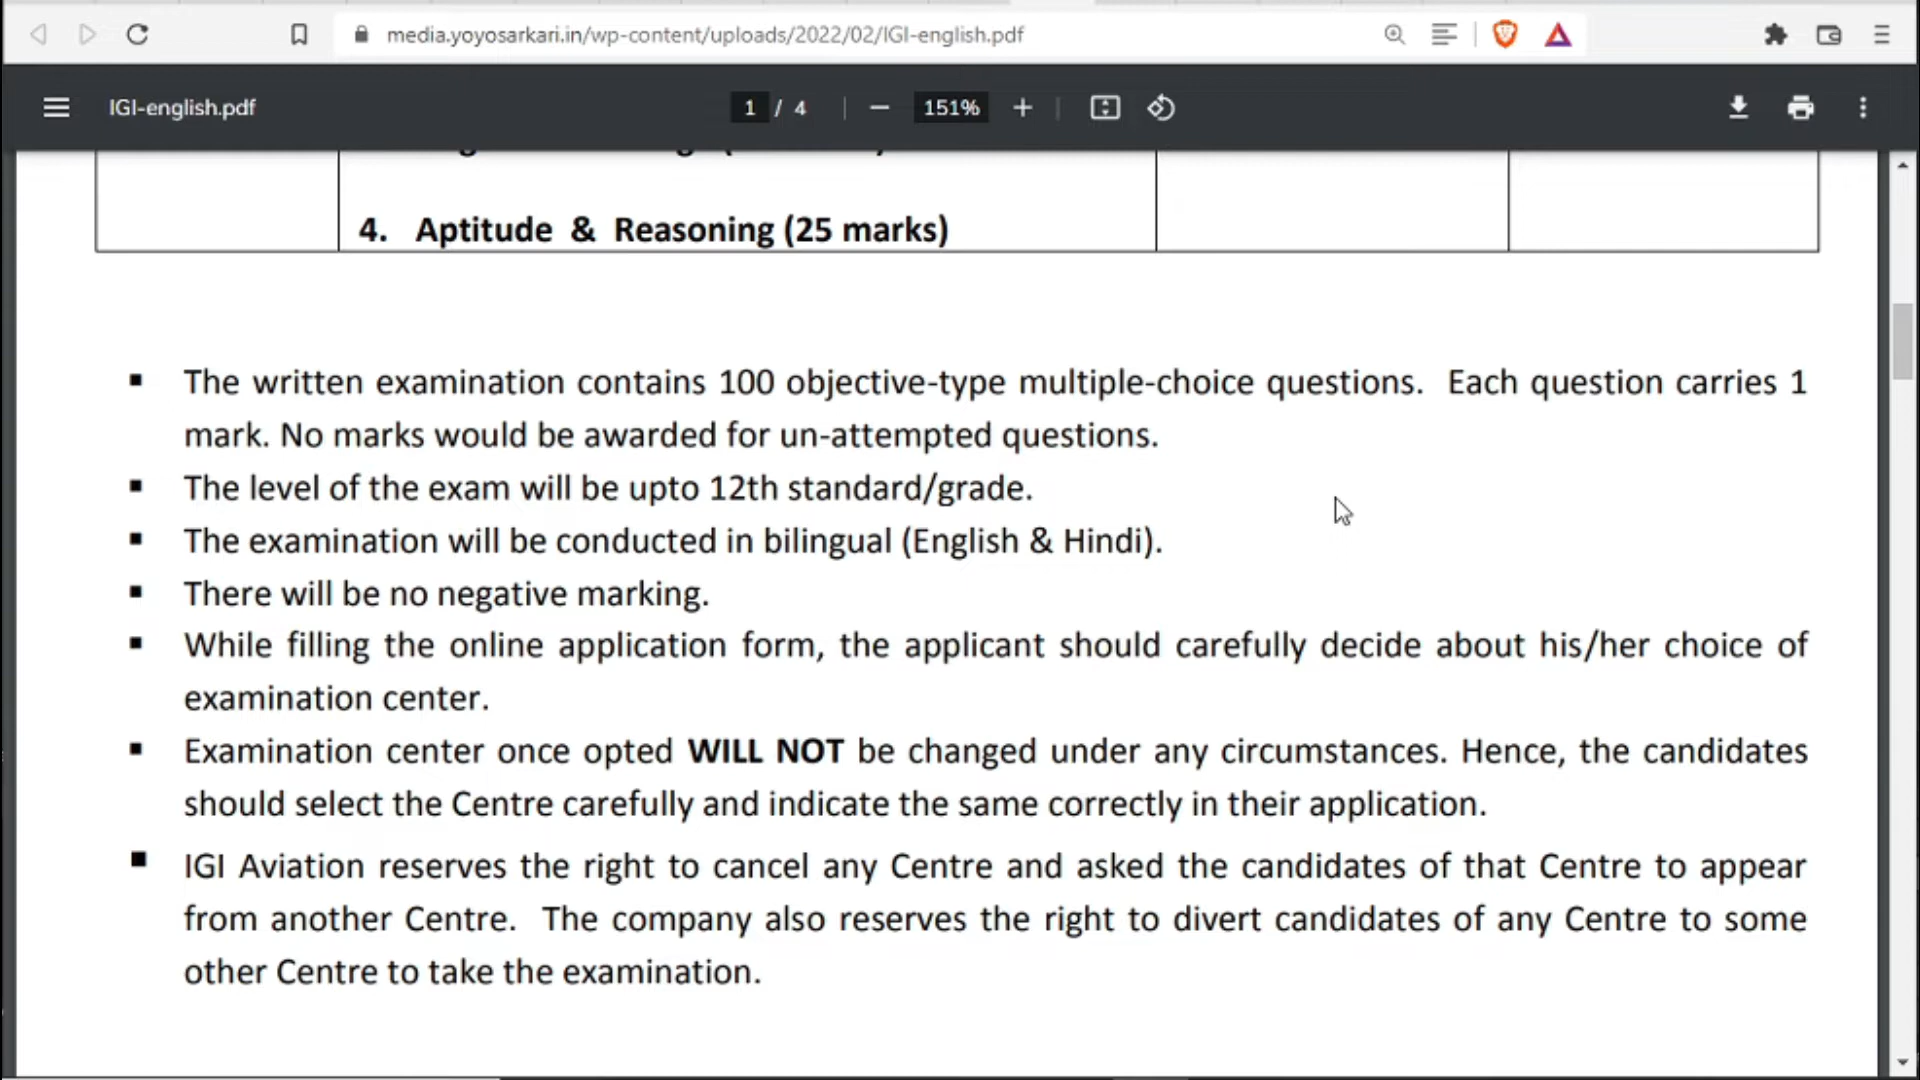 media.yoyosarkari.in/wp-content/uploads/2022/02/IGI-english.pdf
IGI-english.pdf
1 / 4
151%
4. Aptitude & Reasoning (25 marks)
▪ The written examination contains 100 objective-type multiple-choice questions. Each question carries 1
mark. No marks would be awarded for un-attempted questions.
▪ The level of the exam will be upto 12th standard/grade.
▪ The examination will be conducted in bilingual (English & Hindi).
▪ There will be no negative marking.
▪ While filling the online application form, the applicant should carefully decide about his/her choice of
examination center.
▪ Examination center once opted WILL NOT be changed under any circumstances. Hence, the candidates
should select the Centre carefully and indicate the same correctly in their application.
▪ IGI Aviation reserves the right to cancel any Centre and asked the candidates of that Centre to appear
from another Centre. The company also reserves the right to divert candidates of any Centre to some
other Centre to take the examination.